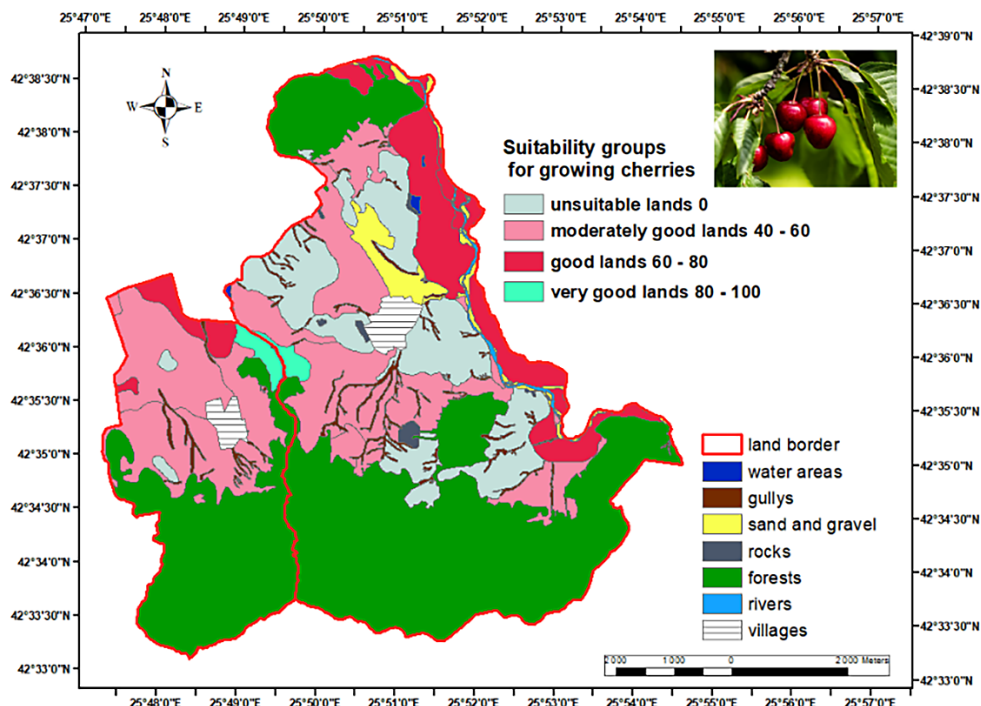 25°47'0"E 25°49'0"E 25°50'0"E 25°51'0"E 25°52'0"E 25°53'0"E 25°54'0"E 25°55'0"E 25°56'0"E 25°57'0"E
42°39'0"N
42°38'30"N
42°38'30"N
42°38'0"N
42°38'0"N
42°37'30"N
42°37'30"N
42°37'0"N
42°37'0"N
42°36'30"N
42°36'30"N
42°36'0"N
42°36'0"N
42°35'30"N
42°35'30"N
42°35'0"N
42°35'0"N
42°34'30"N
42°34'30"N
42°34'0"N
42°34'0"N
42°33'30"N
42°33'30"N
42°33'0"N
42°33'0"N
N
W E
S
Suitability groups
for growing cherries
unsuitable lands 0
moderately good lands 40 - 60
good lands 60 - 80
very good lands 80 - 100
land border
water areas
gullys
sand and gravel
rocks
forests
rivers
villages
2 000 1 000 0 2 000 Meters
25°48'0"E 25°49'0"E 25°50'0"E 25°51'0"E 25°52'0"E 25°53'0"E 25°54'0"E 25°55'0"E 25°56'0"E